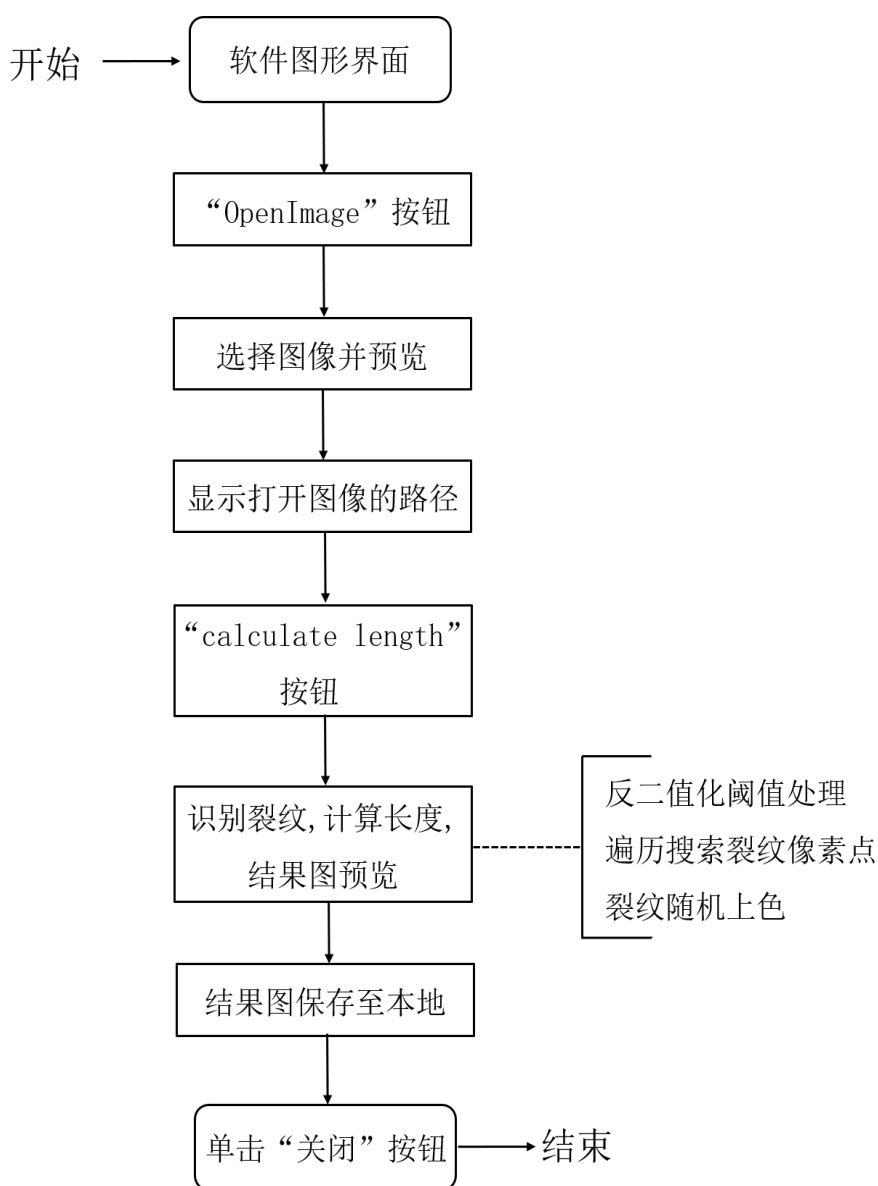 开始
软件图形界面
“OpenImage”按钮
选择图像并预览
显示打开图像的路径
“calculate length”
按钮
识别裂纹,计算长度,
结果图预览
反二值化阈值处理
遍历搜索裂纹像素点
裂纹随机上色
结果图保存至本地
单击“关闭”按钮
结束